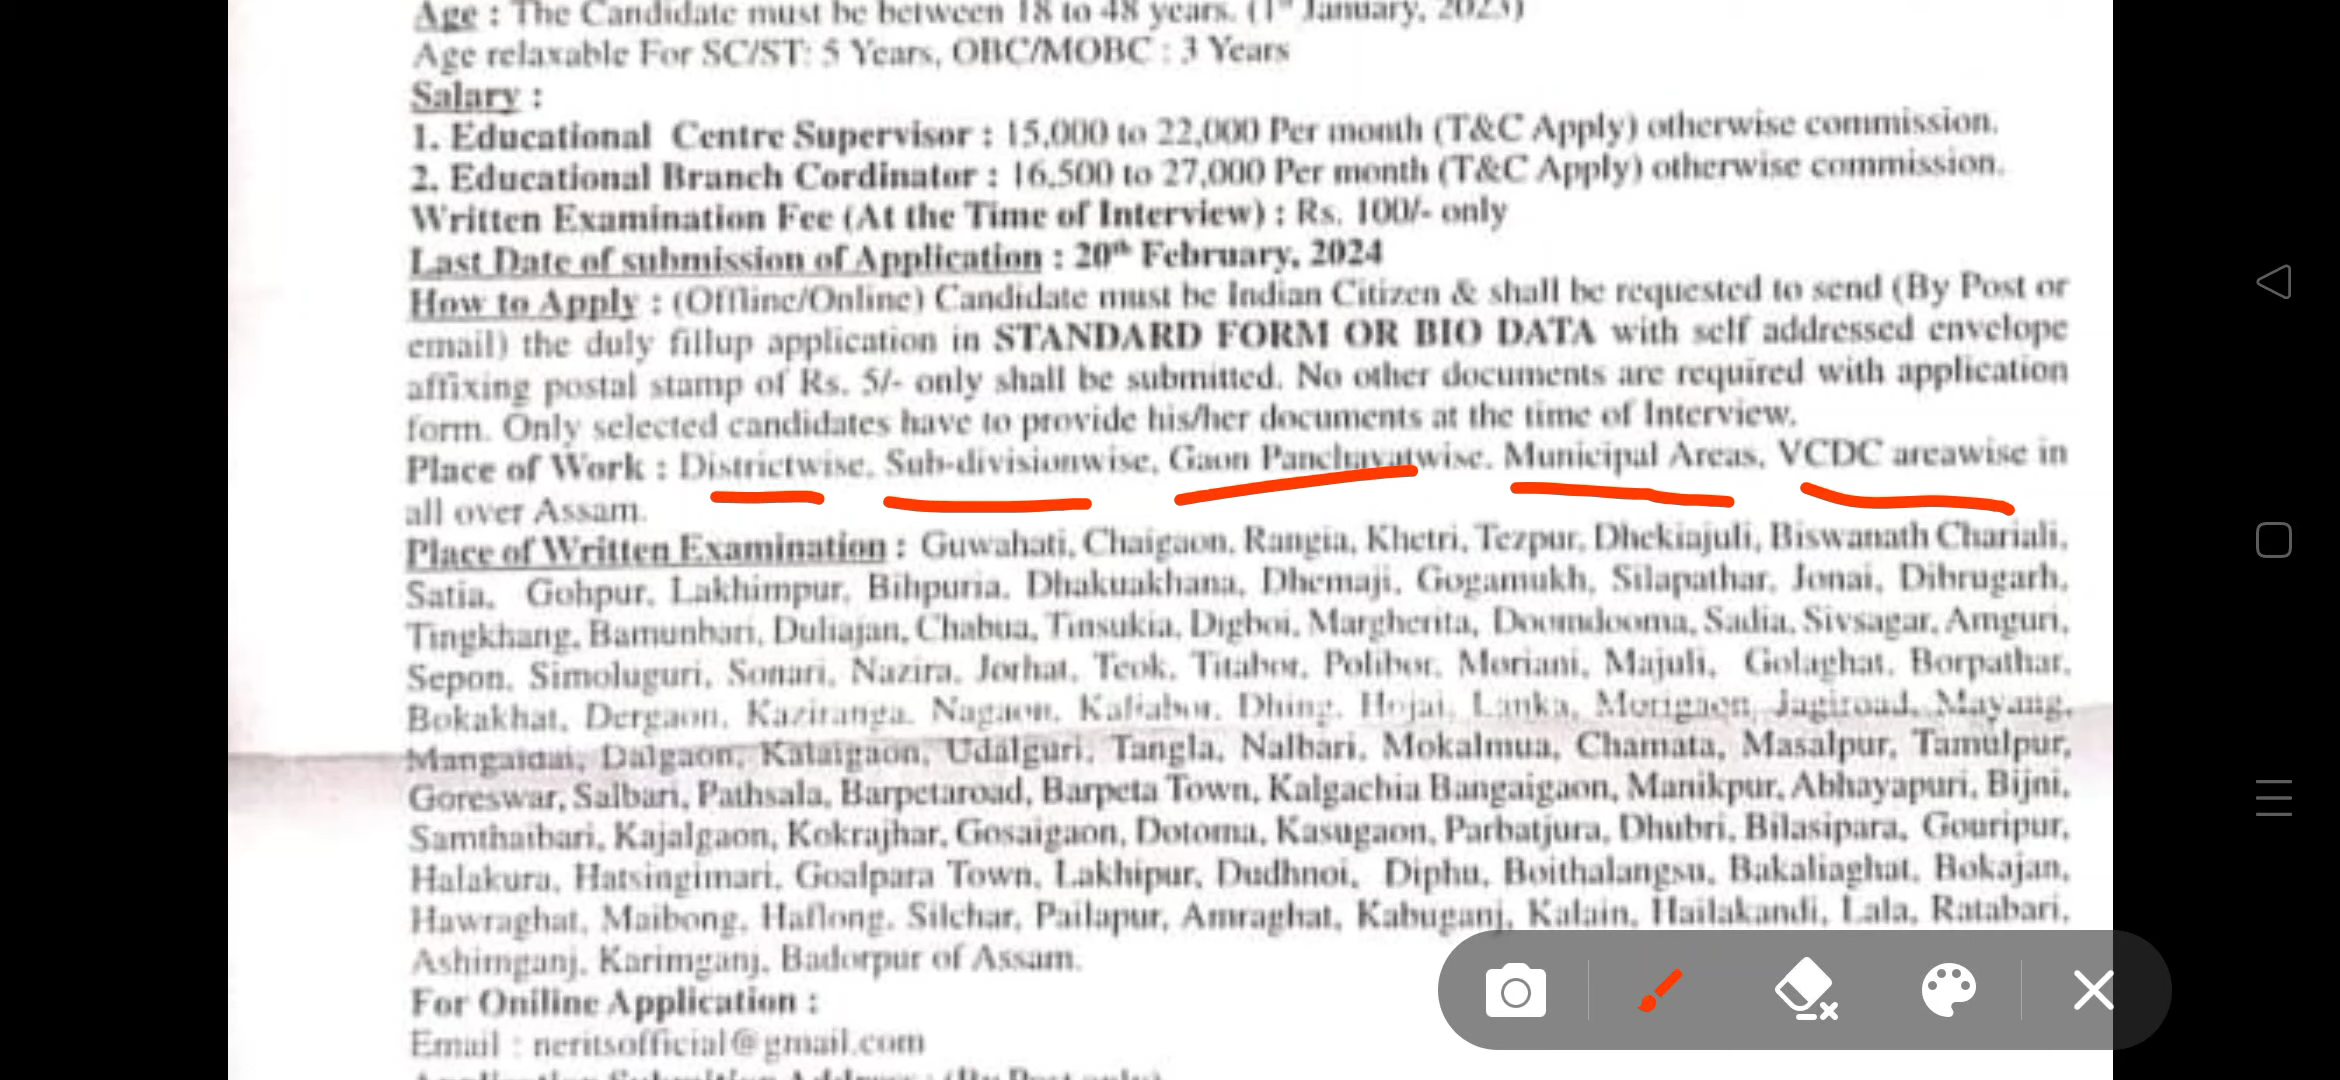 Age : The Candidate must be between 18 to 48 years. (1st January, 2023)
Age relaxable For SC/ST: 5 Years, OBC/MOBC : 3 Years
Salary :
1. Educational Centre Supervisor : 15,000 to 22,000 Per month (T&C Apply) otherwise commission.
2. Educational Branch Cordinator : 16,500 to 27,000 Per month (T&C Apply) otherwise commission.
Written Examination Fee (At the Time of Interview) : Rs. 100/- only
Last Date of submission of Application : 20th February, 2024
How to Apply : (Offline/Online) Candidate must be Indian Citizen & shall be requested to send (By Post or
email) the duly fillup application in STANDARD FORM OR BIO DATA with self addressed envelope
affixing postal stamp of Rs. 5/- only shall be submitted. No other documents are required with application
form. Only selected candidates have to provide his/her documents at the time of Interview.
Place of Work : Districtwise, Sub-divisionwise, Gaon Panchayatwise, Municipal Areas, VCDC areawise in
all over Assam.
Place of Written Examination : Guwahati, Chaigaon, Rangia, Khetri, Tezpur, Dhekiajuli, Biswanath Chariali,
Satia, Gohpur, Lakhimpur, Bihpuria, Dhakuakhana, Dhemaji, Gogamukh, Silapathar, Jonai, Dibrugarh,
Tingkhang, Bamunbari, Duliajan, Chabua, Tinsukia, Digboi, Margherita, Doomdooma, Sadia, Sivsagar, Amguri,
Sepon, Simoluguri, Sonari, Nazira, Jorhat, Teok, Titabor, Polibor, Moriani, Majuli, Golaghat, Borpathar,
Bokakhat, Dergaon, Kaziranga, Nagaon, Kaliabor, Dhing, Hojai, Lanka, Morigaon, Jagiroad, Mayang,
Mangaldai, Dalgaon, Kalaigaon, Udalguri, Tangla, Nalbari, Mokalmua, Chamata, Masalpur, Tamulpur,
Goreswar, Salbari, Pathsala, Barpetaroad, Barpeta Town, Kalgachia Bangaigaon, Manikpur, Abhayapuri, Bijni,
Samthaibari, Kajalgaon, Kokrajhar, Gosaigaon, Dotoma, Kasugaon, Parbatjura, Dhubri, Bilasipara, Gouripur,
Halakura, Hatsingimari, Goalpara Town, Lakhipur, Dudhnoi, Diphu, Boithalangsu, Bakaliaghat, Bokajan,
Hawraghat, Maibong, Haflong, Silchar, Pailapur, Amraghat, Kabuganj, Kalain, Hailakandi, Lala, Ratabari,
Ashimganj, Karimganj, Badorpur of Assam.
For Oniline Application :
Email : neritsofficial@gmail.com
(By Post only)